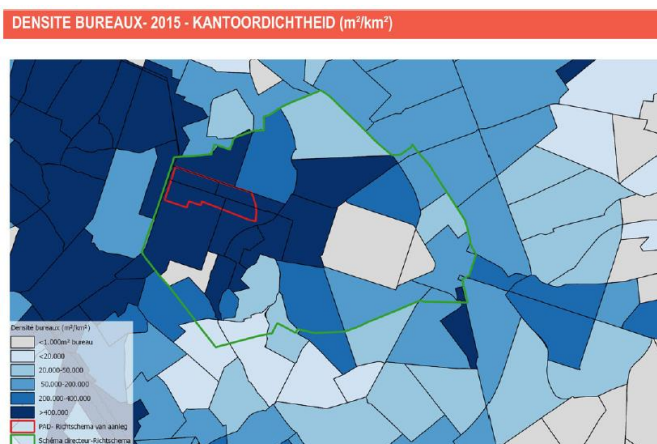 DENSITE BUREAUX- 2015 - KANTOORDICHTHEID (m²/km²)
Densité bureaux (m²/km²)
<1.000m² bureau
<20.000
20.000-50.000
50.000-200.000
200.000-400.000
>400.000
PAD- Richtschema van aanleg
Schéma directeur-Richtschema